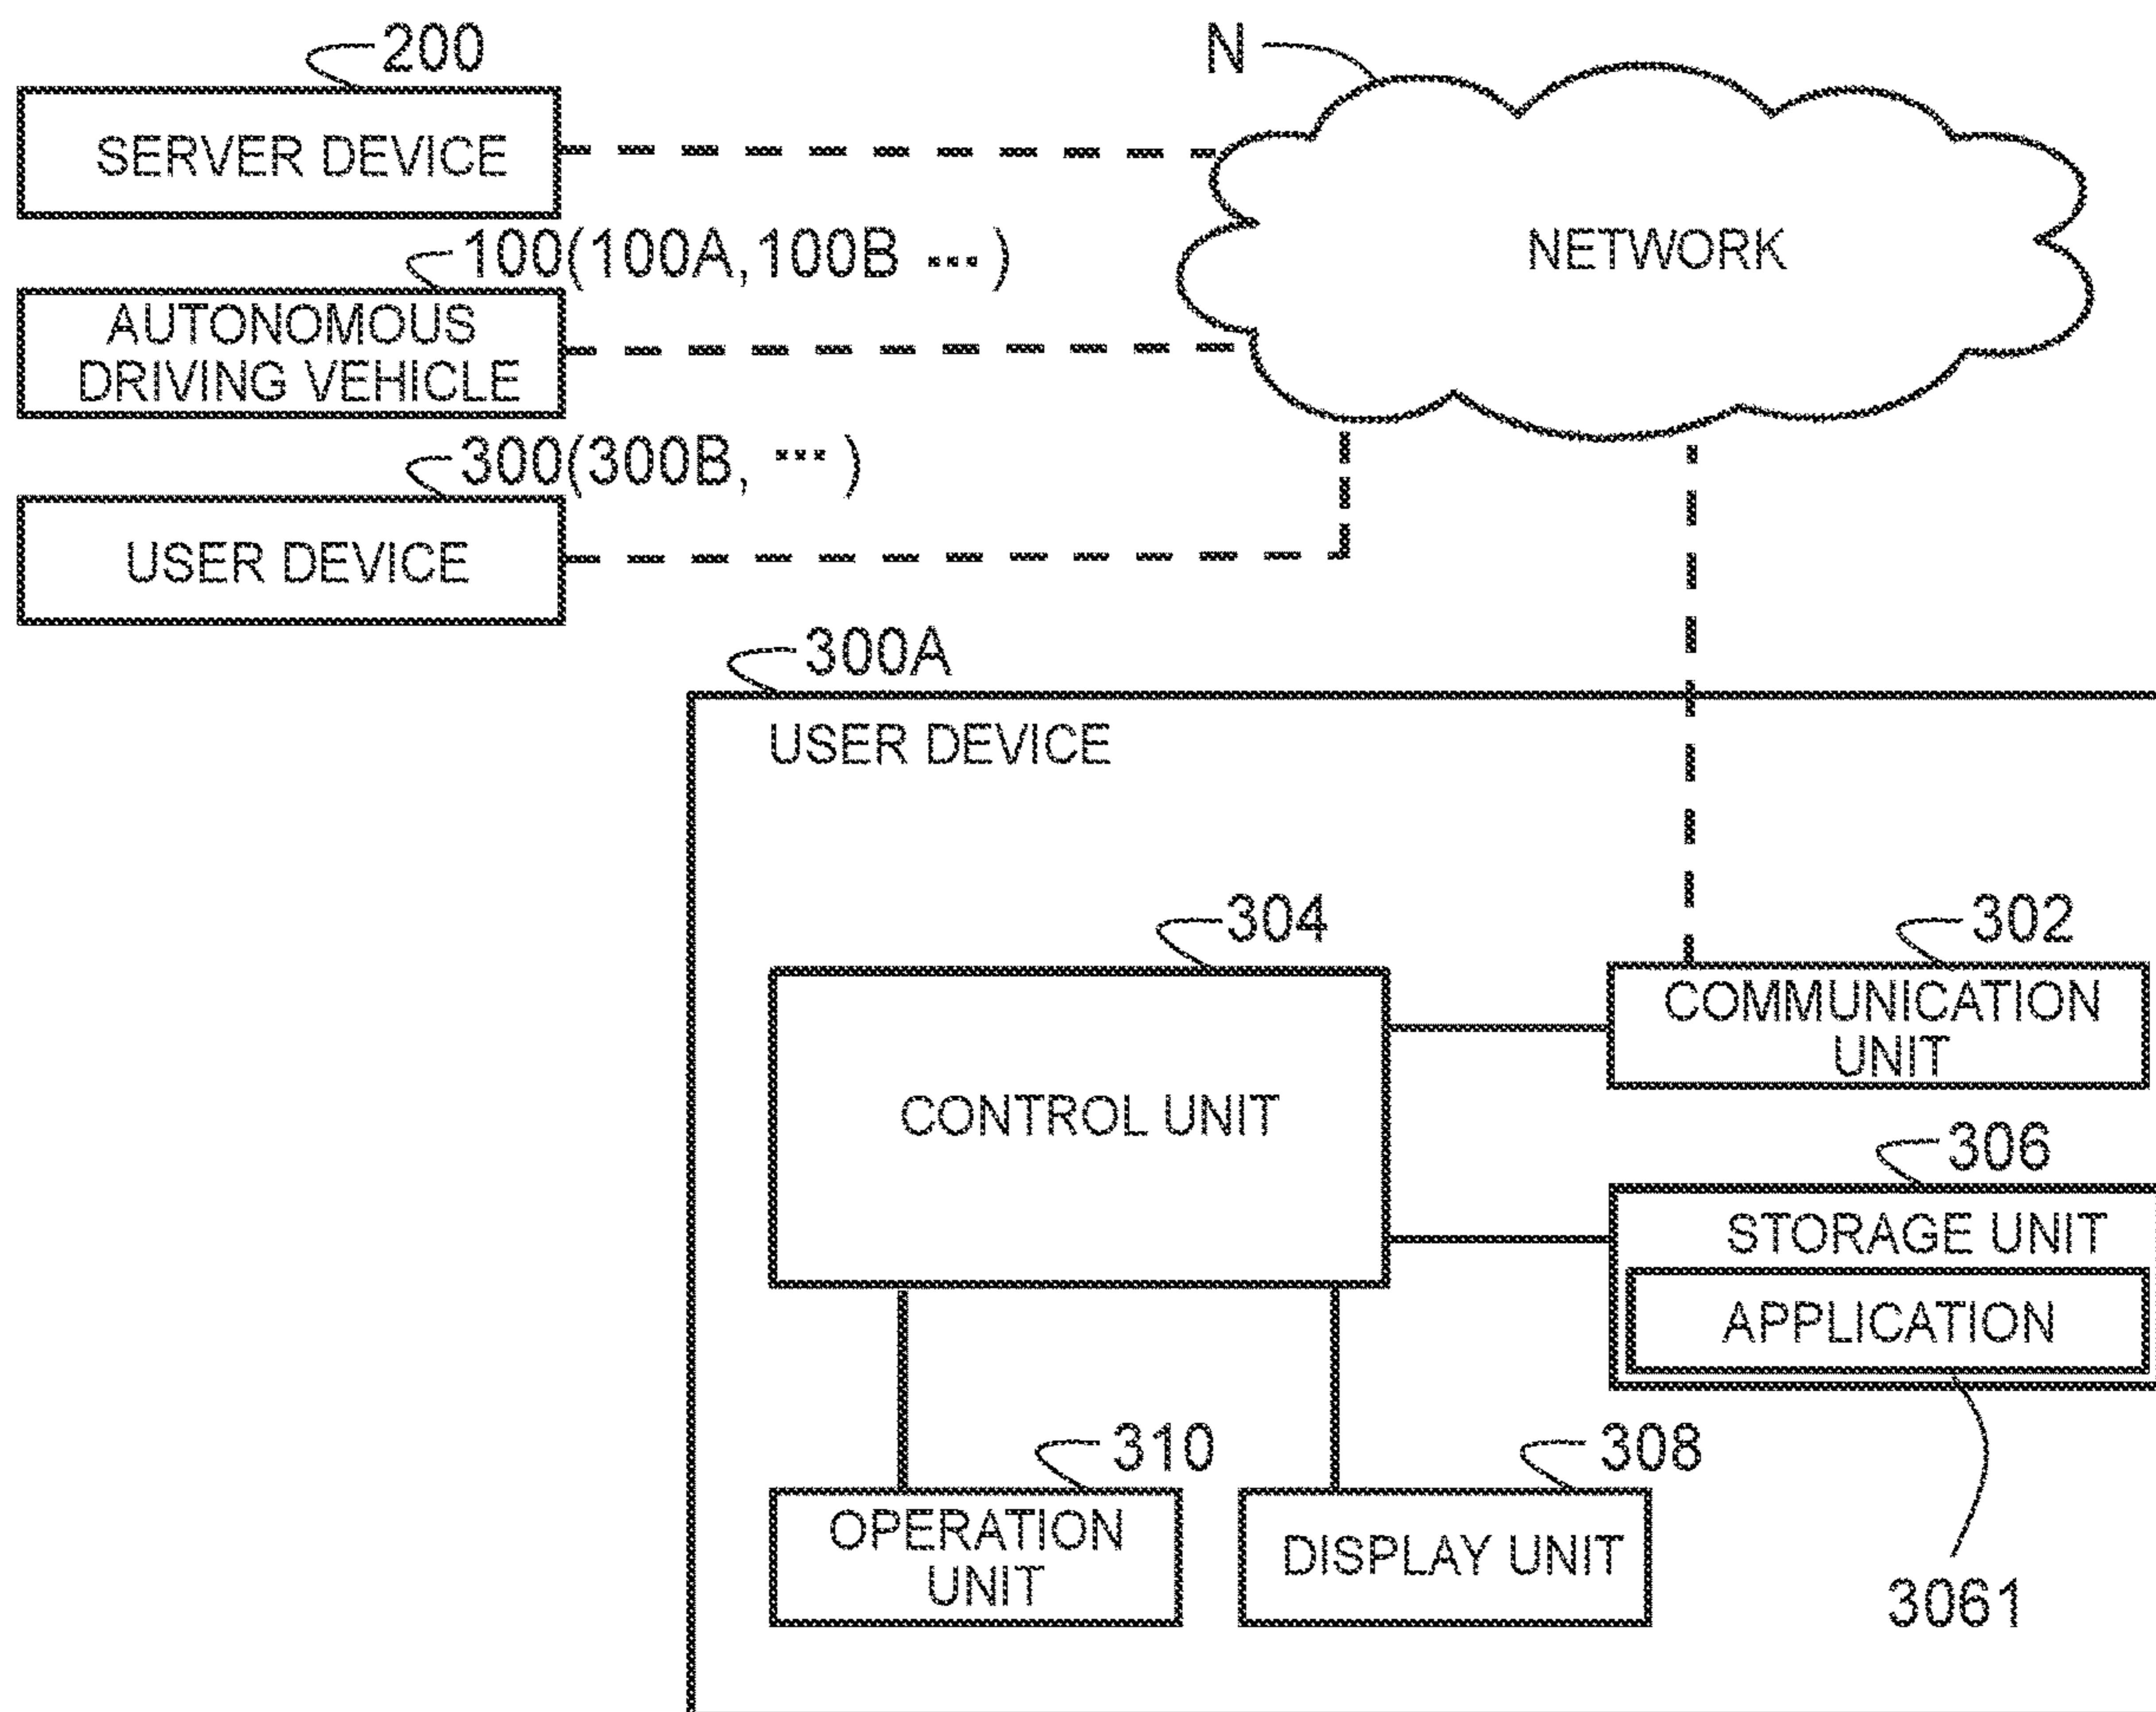 200
N
SERVER DEVICE
NETWORK
100(100A, 100B ... )
AUTONOMOUS
DRIVING VEHICLE
300(300B, ... )
USER DEVICE
300A
USER DEVICE
304
302
CONTROL UNIT
COMMUNICATION
UNIT
306
STORAGE UNIT
APPLICATION
310
308
OPERATION
UNIT
DISPLAY UNIT
3061